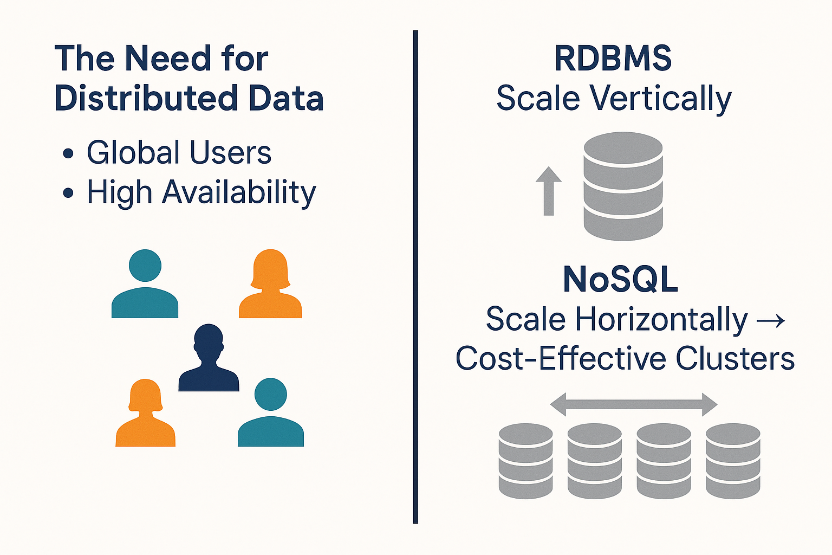 The Need for
Distributed Data
• Global Users
• High Availability
RDBMS
Scale Vertically
NoSQL
Scale Horizontally →
Cost-Effective Clusters